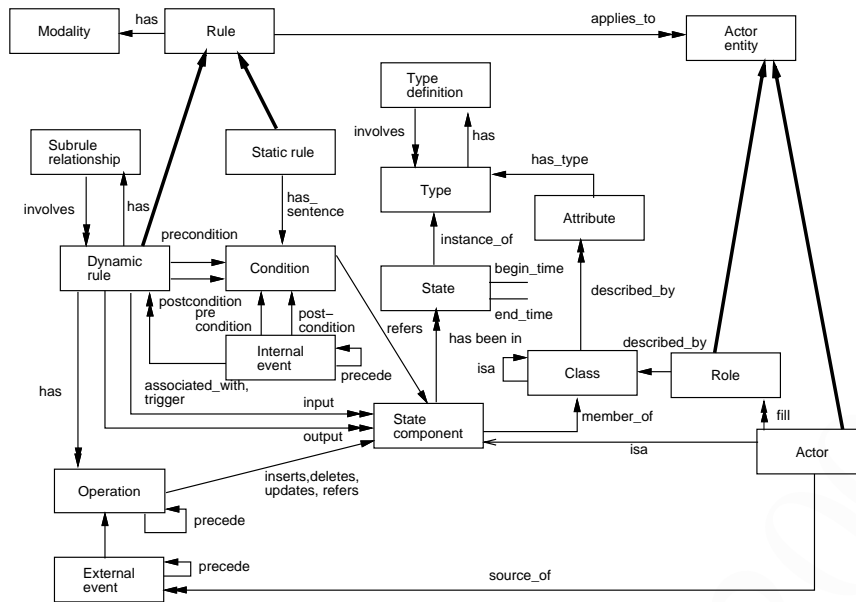 has
applies_to
Modality
Rule
Actor
entity
Type
definition
involves
has
Subrule
relationship
Static rule
has_type
Type
Attribute
involves
has
has_
sentence
precondition
instance_of
Dynamic
rule
Condition
begin_time
State
described_by
postcondition
pre
condition
post–
condition
end_time
refers
has been in
described_by
Internal
event
precede
isa
Class
Role
has
associated_with,
trigger
input
State
component
member_of
fill
output
isa
Actor
inserts,deletes,
updates, refers
Operation
precede
External
event
precede
source_of